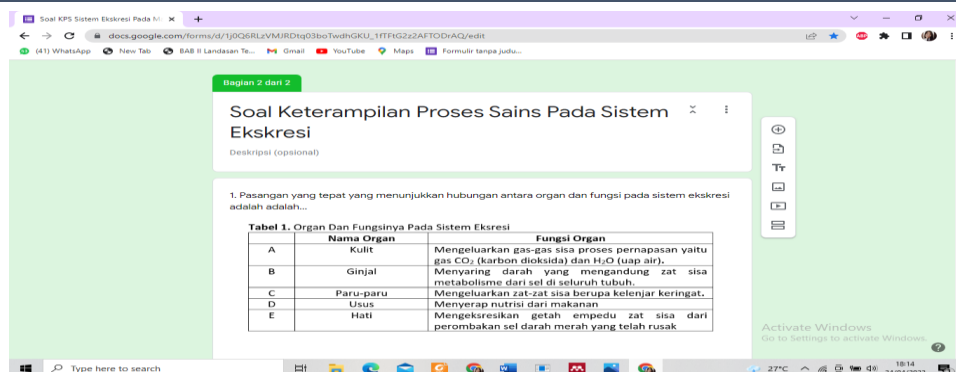 Soal KPS Sistem Ekskresi Pada M
docs.google.com/forms/d/1j0Q6RLzVMJRDtq03boTwdhGKU_1fTFtG2z2AFTODrAQ/edit
(41) WhatsApp New Tab BAB II Landasan Te... Gmail YouTube Maps Formulir tanpa judu...
Bagian 2 dari 2
Soal Keterampilan Proses Sains Pada Sistem
Ekskresi
Deskripsi (opsional)
1. Pasangan yang tepat yang menunjukkan hubungan antara organ dan fungsi pada sistem ekskresi
adalah adalah...
Tabel 1. Organ Dan Fungsinya Pada Sistem Eksresi
Nama Organ Fungsi Organ
A Kulit Mengeluarkan gas-gas sisa proses pernapasan yaitu
gas CO₂ (karbon dioksida) dan H₂O (uap air).
B Ginjal Menyaring darah yang mengandung zat sisa
metabolisme dari sel di seluruh tubuh.
C Paru-paru Mengeluarkan zat-zat sisa berupa kelenjar keringat.
D Usus Menyerap nutrisi dari makanan
E Hati Mengeksresikan getah empedu zat sisa dari
perombakan sel darah merah yang telah rusak
Activate Windows
Go to Settings to activate Windows.
Type here to search
27°C
18:14